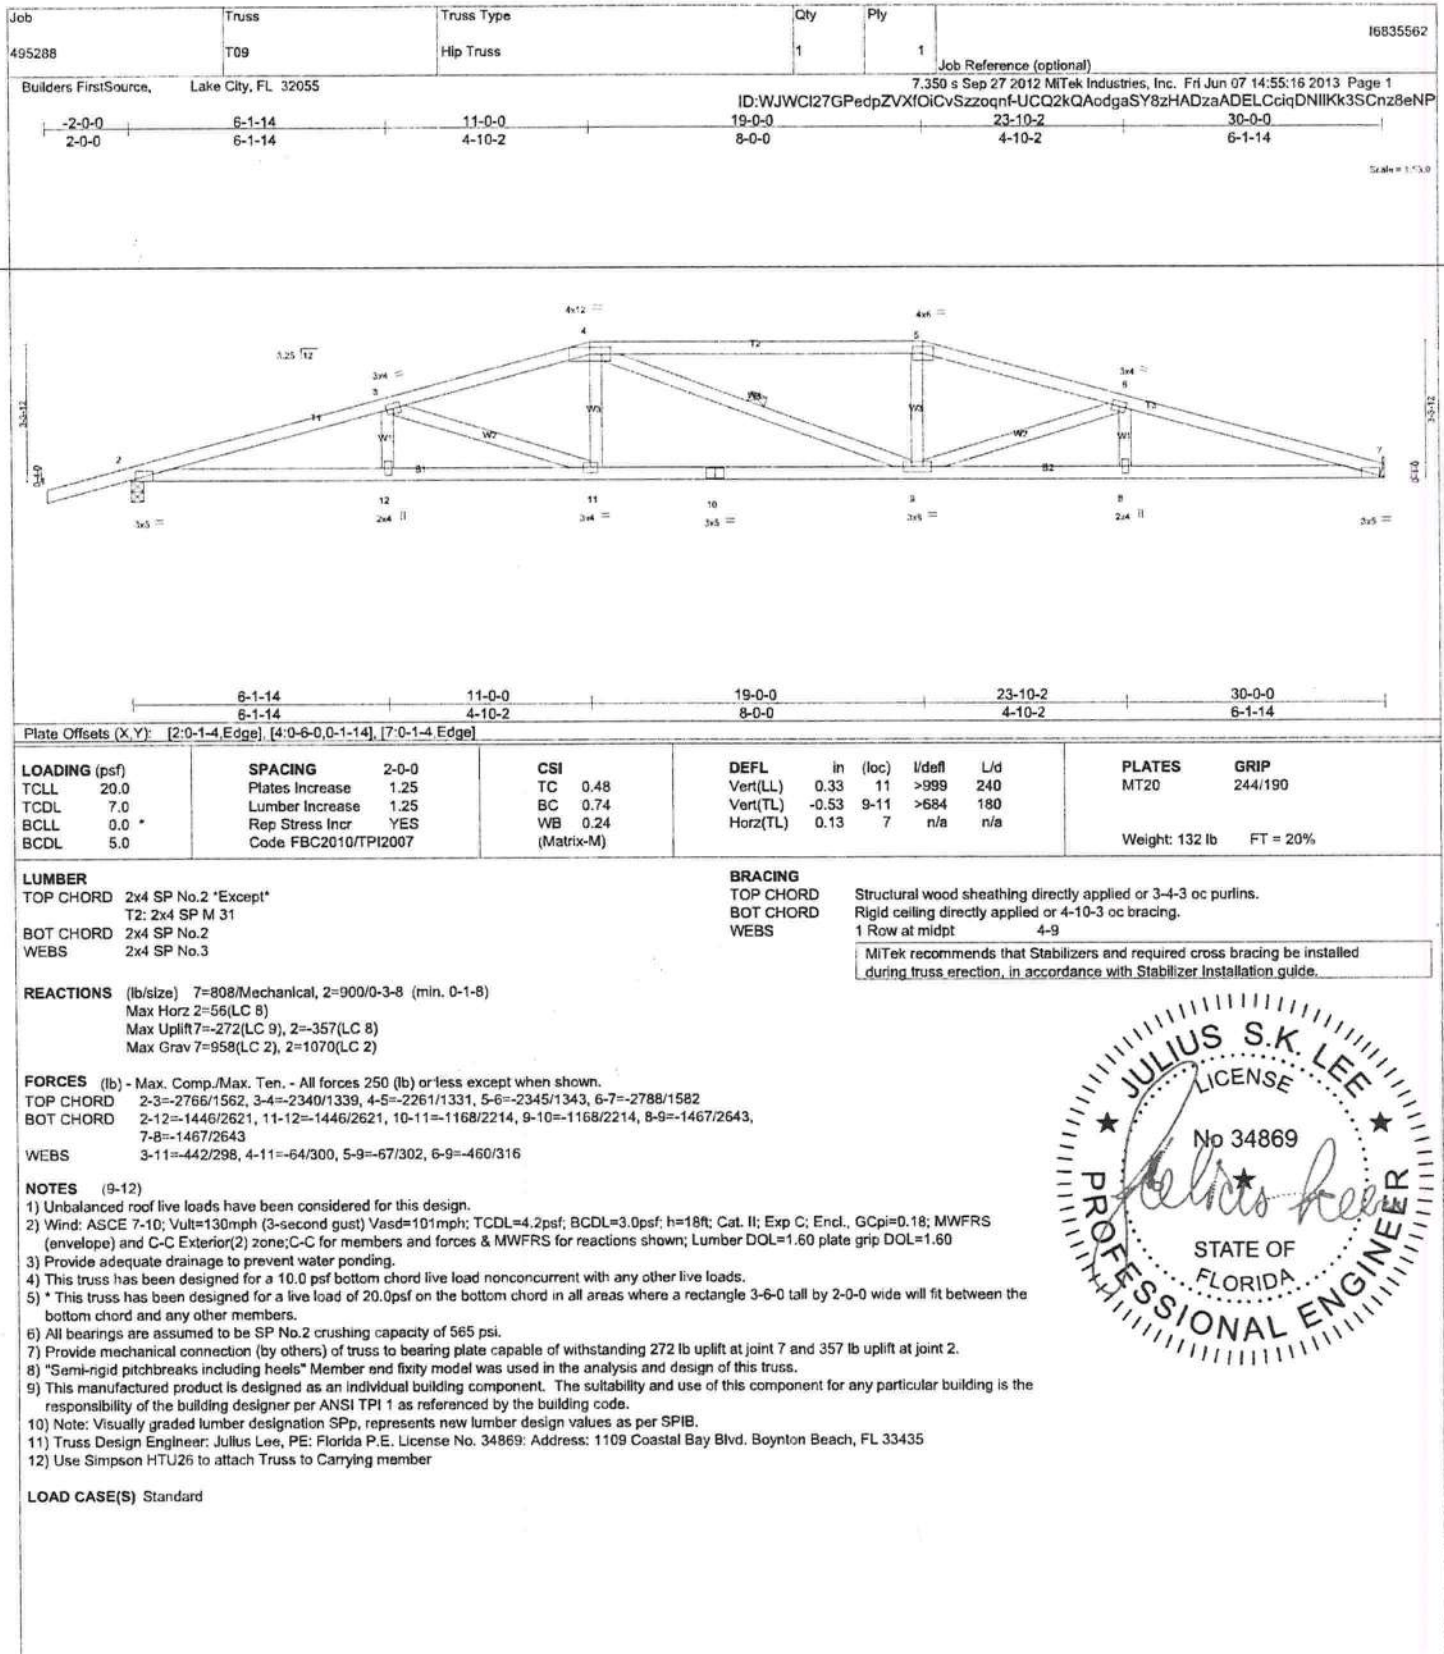 Job Truss Truss Type Qty Ply
I6835562
495288 T09 Hip Truss 1 1
Job Reference (optional)
Builders FirstSource, Lake City, FL 32055 7.350 s Sep 27 2012 MiTek Industries, Inc. Fri Jun 07 14:55:16 2013 Page 1
-2-0-0 6-1-14 11-0-0 19-0-0 23-10-2 30-0-0
2-0-0 6-1-14 4-10-2 8-0-0 4-10-2 6-1-14
4x12 =
4x6 =
4 5
T2
3.25 12
3x4 = 3x4 =
3 6
3-3-12 3-3-12
T1 W3 W3 T3
W1 W2 W2 W1
2 7
B1 B2
0-4-0
12 11 10 9 8
3x5 = 2x4 || 3x4 = 3x5 = 2x4 || 3x5 =
6-1-14 11-0-0 19-0-0 23-10-2 30-0-0
6-1-14 4-10-2 8-0-0 4-10-2 6-1-14
Plate Offsets (X,Y): [2:0-1-4,Edge], [4:0-6-0,0-1-14], [7:0-1-4,Edge]
LOADING (psf) SPACING 2-0-0 CSI DEFL in (loc) l/defl L/d PLATES GRIP
TCLL 20.0 Plates Increase 1.25 TC 0.48 Vert(LL) 0.33 11 >999 240 MT20 244/190
TCDL 7.0 Lumber Increase 1.25 BC 0.74 Vert(TL) -0.53 9-11 >684 180
BCLL 0.0 * Rep Stress Incr YES WB 0.24 Horz(TL) 0.13 7 n/a n/a
BCDL 5.0 Code FBC2010/TPI2007 (Matrix-M) Weight: 132 lb FT = 20%
LUMBER
TOP CHORD 2x4 SP No.2 *Except*
T2: 2x4 SP M 31
BOT CHORD 2x4 SP No.2
WEBS 2x4 SP No.3
BRACING
TOP CHORD Structural wood sheathing directly applied or 3-4-3 oc purlins.
BOT CHORD Rigid ceiling directly applied or 4-10-3 oc bracing.
WEBS 1 Row at midpt 4-9
MiTek recommends that Stabilizers and required cross bracing be installed
during truss erection, in accordance with Stabilizer Installation guide.
REACTIONS (lb/size) 7=808/Mechanical, 2=900/0-3-8 (min. 0-1-8)
Max Horz 2=56(LC 8)
Max Uplift7=-272(LC 9), 2=-357(LC 8)
Max Grav 7=958(LC 2), 2=1070(LC 2)
FORCES (lb) - Max. Comp./Max. Ten. - All forces 250 (lb) or less except when shown.
TOP CHORD 2-3=-2766/1562, 3-4=-2340/1339, 4-5=-2261/1331, 5-6=-2345/1343, 6-7=-2788/1582
BOT CHORD 2-12=-1446/2621, 11-12=-1446/2621, 10-11=-1168/2214, 9-10=-1168/2214, 8-9=-1467/2643,
7-8=-1467/2643
WEBS 3-11=-442/298, 4-11=-64/300, 5-9=-67/302, 6-9=-460/316
NOTES (9-12)
1) Unbalanced roof live loads have been considered for this design.
2) Wind: ASCE 7-10; Vult=130mph (3-second gust) Vasd=101mph; TCDL=4.2psf; BCDL=3.0psf; h=18ft; Cat. II; Exp C; Encl., GCpi=0.18; MWFRS
(envelope) and C-C Exterior(2) zone;C-C for members and forces & MWFRS for reactions shown; Lumber DOL=1.60 plate grip DOL=1.60
3) Provide adequate drainage to prevent water ponding.
4) This truss has been designed for a 10.0 psf bottom chord live load nonconcurrent with any other live loads.
5) * This truss has been designed for a live load of 20.0psf on the bottom chord in all areas where a rectangle 3-6-0 tall by 2-0-0 wide will fit between the
bottom chord and any other members.
6) All bearings are assumed to be SP No.2 crushing capacity of 565 psi.
7) Provide mechanical connection (by others) of truss to bearing plate capable of withstanding 272 lb uplift at joint 7 and 357 lb uplift at joint 2.
8) "Semi-rigid pitchbreaks including heels" Member end fixity model was used in the analysis and design of this truss.
9) This manufactured product is designed as an individual building component. The suitability and use of this component for any particular building is the
responsibility of the building designer per ANSI TPI 1 as referenced by the building code.
10) Note: Visually graded lumber designation SPp, represents new lumber design values as per SPIB.
11) Truss Design Engineer: Julius Lee, PE: Florida P.E. License No. 34869: Address: 1109 Coastal Bay Blvd. Boynton Beach, FL 33435
12) Use Simpson HTU26 to attach Truss to Carrying member
LOAD CASE(S) Standard
JULIUS S.K. LEE
LICENSE
No 34869
Julius Lee
STATE OF
FLORIDA
PROFESSIONAL ENGINEER